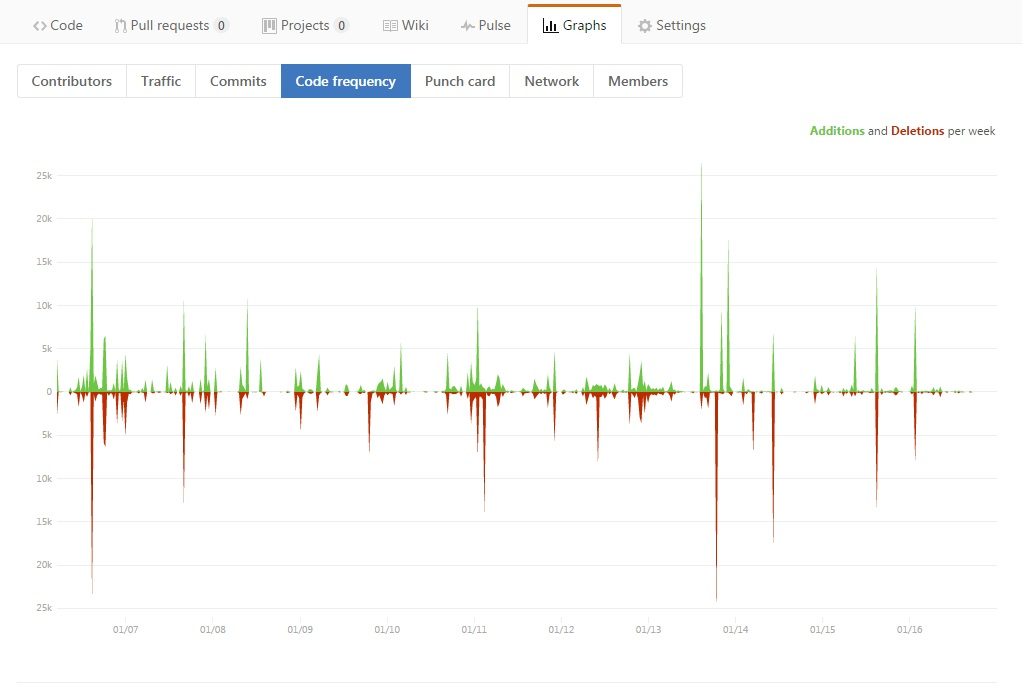 Code Pull requests 0 Projects 0 Wiki Pulse Graphs Settings
Contributors Traffic Commits Code frequency Punch card Network Members
Additions and Deletions per week
25k
20k
15k
10k
5k
0
5k
10k
15k
20k
25k
01/07 01/08 01/09 01/10 01/11 01/12 01/13 01/14 01/15 01/16